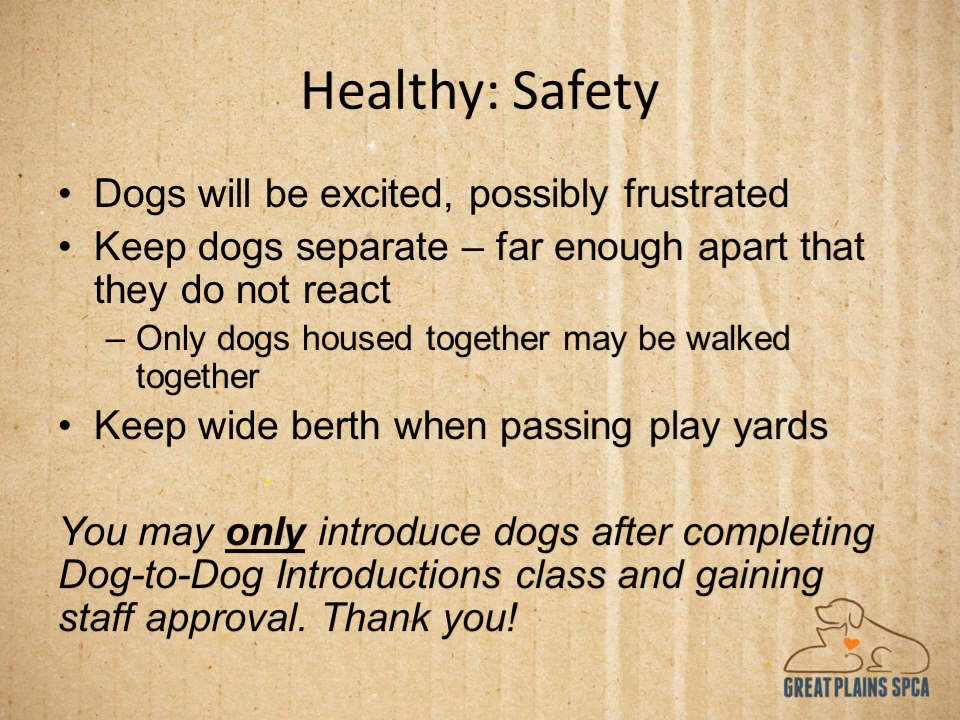 Healthy: Safety
• Dogs will be excited, possibly frustrated
• Keep dogs separate – far enough apart that
they do not react
– Only dogs housed together may be walked
together
• Keep wide berth when passing play yards
You may only introduce dogs after completing
Dog-to-Dog Introductions class and gaining
staff approval. Thank you!
GREAT PLAINS SPCA